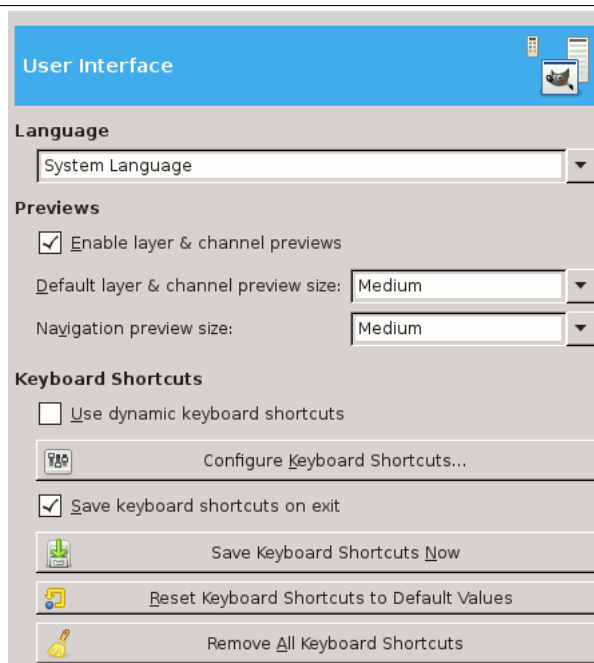 User Interface
Language
System Language
Previews
Enable layer & channel previews
Default layer & channel preview size: Medium
Navigation preview size: Medium
Keyboard Shortcuts
Use dynamic keyboard shortcuts
Configure Keyboard Shortcuts...
Save keyboard shortcuts on exit
Save Keyboard Shortcuts Now
Reset Keyboard Shortcuts to Default Values
Remove All Keyboard Shortcuts